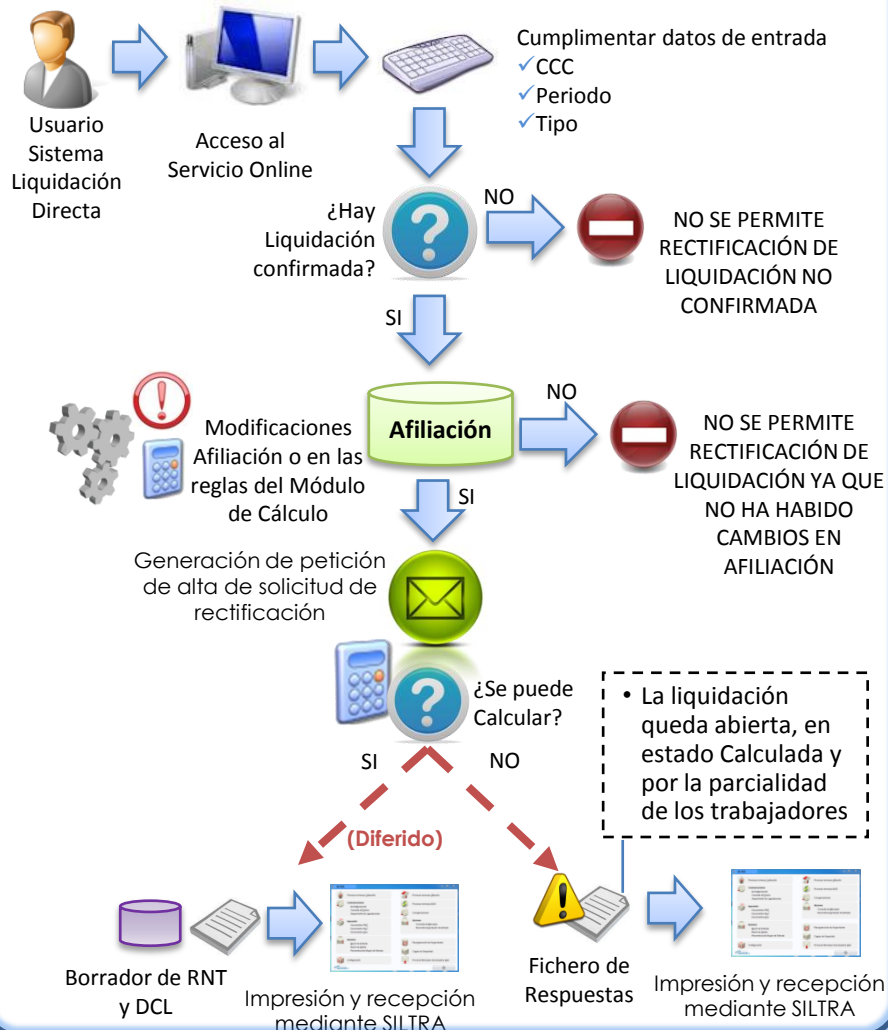 Cumplimentar datos de entrada
✓CCC
✓Periodo
✓Tipo
Usuario
Sistema
Liquidación
Directa
Acceso al
Servicio Online
¿Hay
Liquidación
confirmada?
NO
NO SE PERMITE
RECTIFICACIÓN DE
LIQUIDACIÓN NO
CONFIRMADA
SI
Modificaciones
Afiliación o en las
reglas del Módulo
de Cálculo
Afiliación
NO
NO SE PERMITE
RECTIFICACIÓN DE
LIQUIDACIÓN YA QUE
NO HA HABIDO
CAMBIOS EN
AFILIACIÓN
SI
Generación de petición
de alta de solicitud de
rectificación
¿Se puede
Calcular?
• La liquidación
queda abierta, en
estado Calculada y
por la parcialidad
de los trabajadores
SI
NO
(Diferido)
Borrador de RNT
y DCL
Impresión y recepción
mediante SILTRA
Fichero de
Respuestas
Impresión y recepción
mediante SILTRA